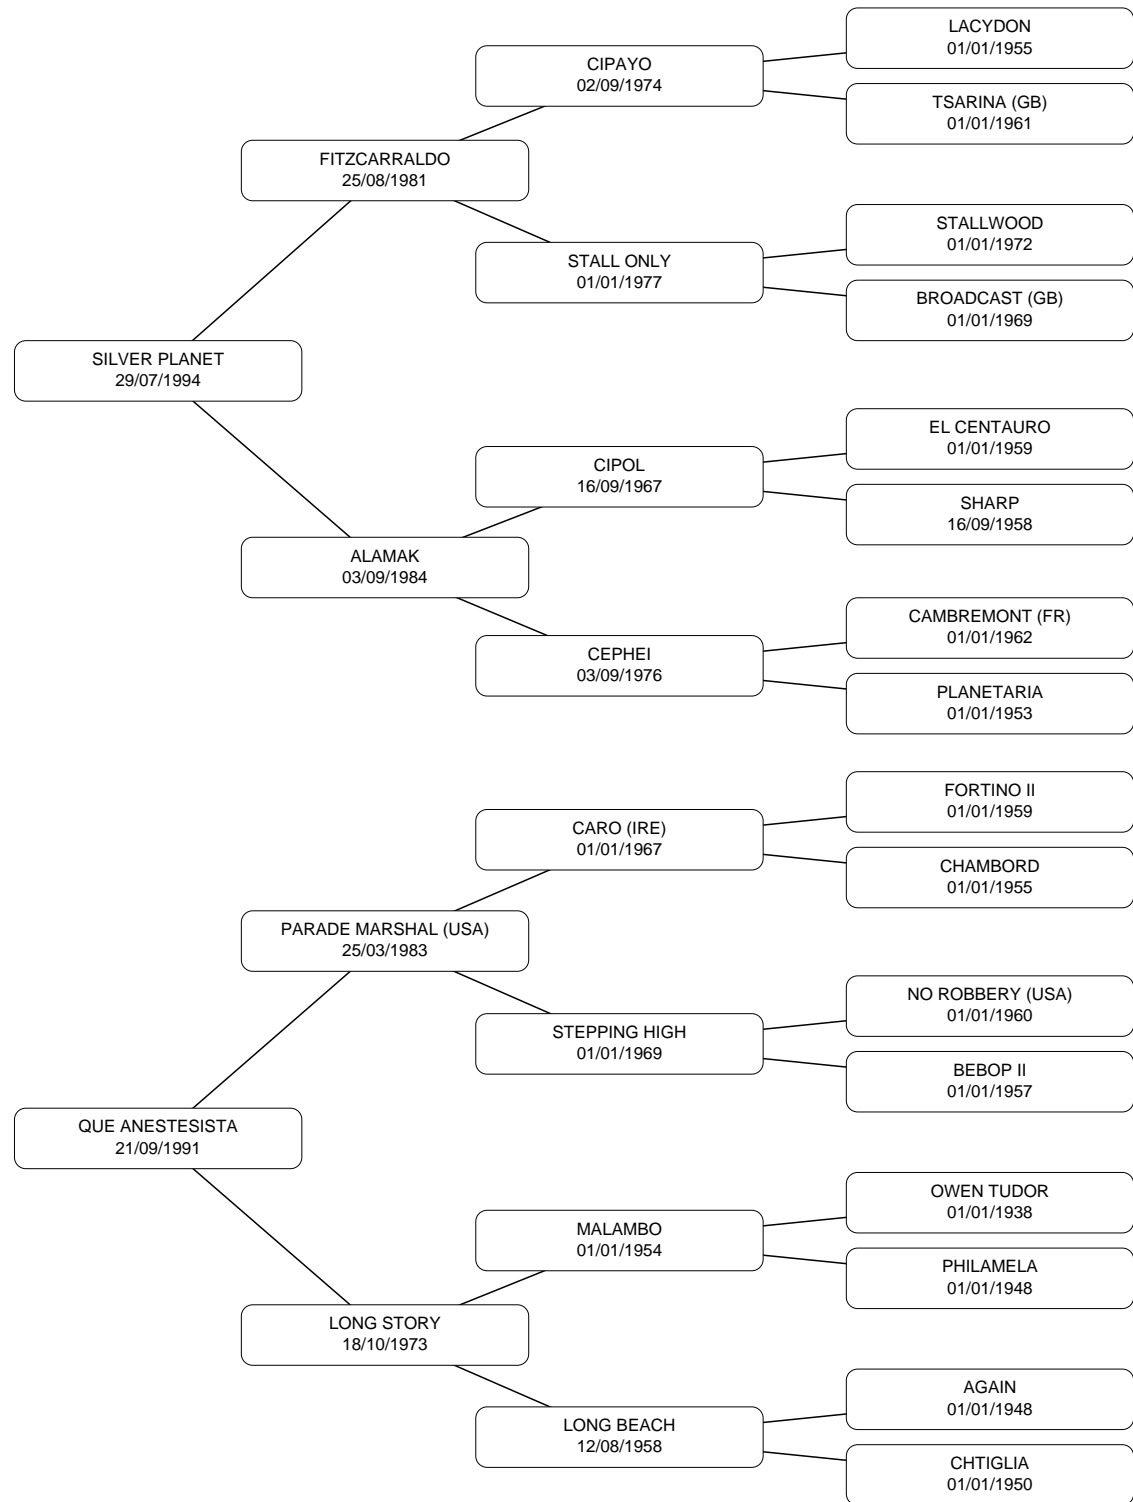 LACYDON
01/01/1955
CIPAYO
02/09/1974
TSARINA (GB)
01/01/1961
FITZCARRALDO
25/08/1981
STALLWOOD
01/01/1972
STALL ONLY
01/01/1977
BROADCAST (GB)
01/01/1969
SILVER PLANET
29/07/1994
EL CENTAURO
01/01/1959
CIPOL
16/09/1967
SHARP
16/09/1958
ALAMAK
03/09/1984
CAMBREMONT (FR)
01/01/1962
CEPHEI
03/09/1976
PLANETARIA
01/01/1953
FORTINO II
01/01/1959
CARO (IRE)
01/01/1967
CHAMBORD
01/01/1955
PARADE MARSHAL (USA)
25/03/1983
NO ROBBERY (USA)
01/01/1960
STEPPING HIGH
01/01/1969
BEBOP II
01/01/1957
QUE ANESTESISTA
21/09/1991
OWEN TUDOR
01/01/1938
MALAMBO
01/01/1954
PHILAMELA
01/01/1948
LONG STORY
18/10/1973
AGAIN
01/01/1948
LONG BEACH
12/08/1958
CHTIGLIA
01/01/1950